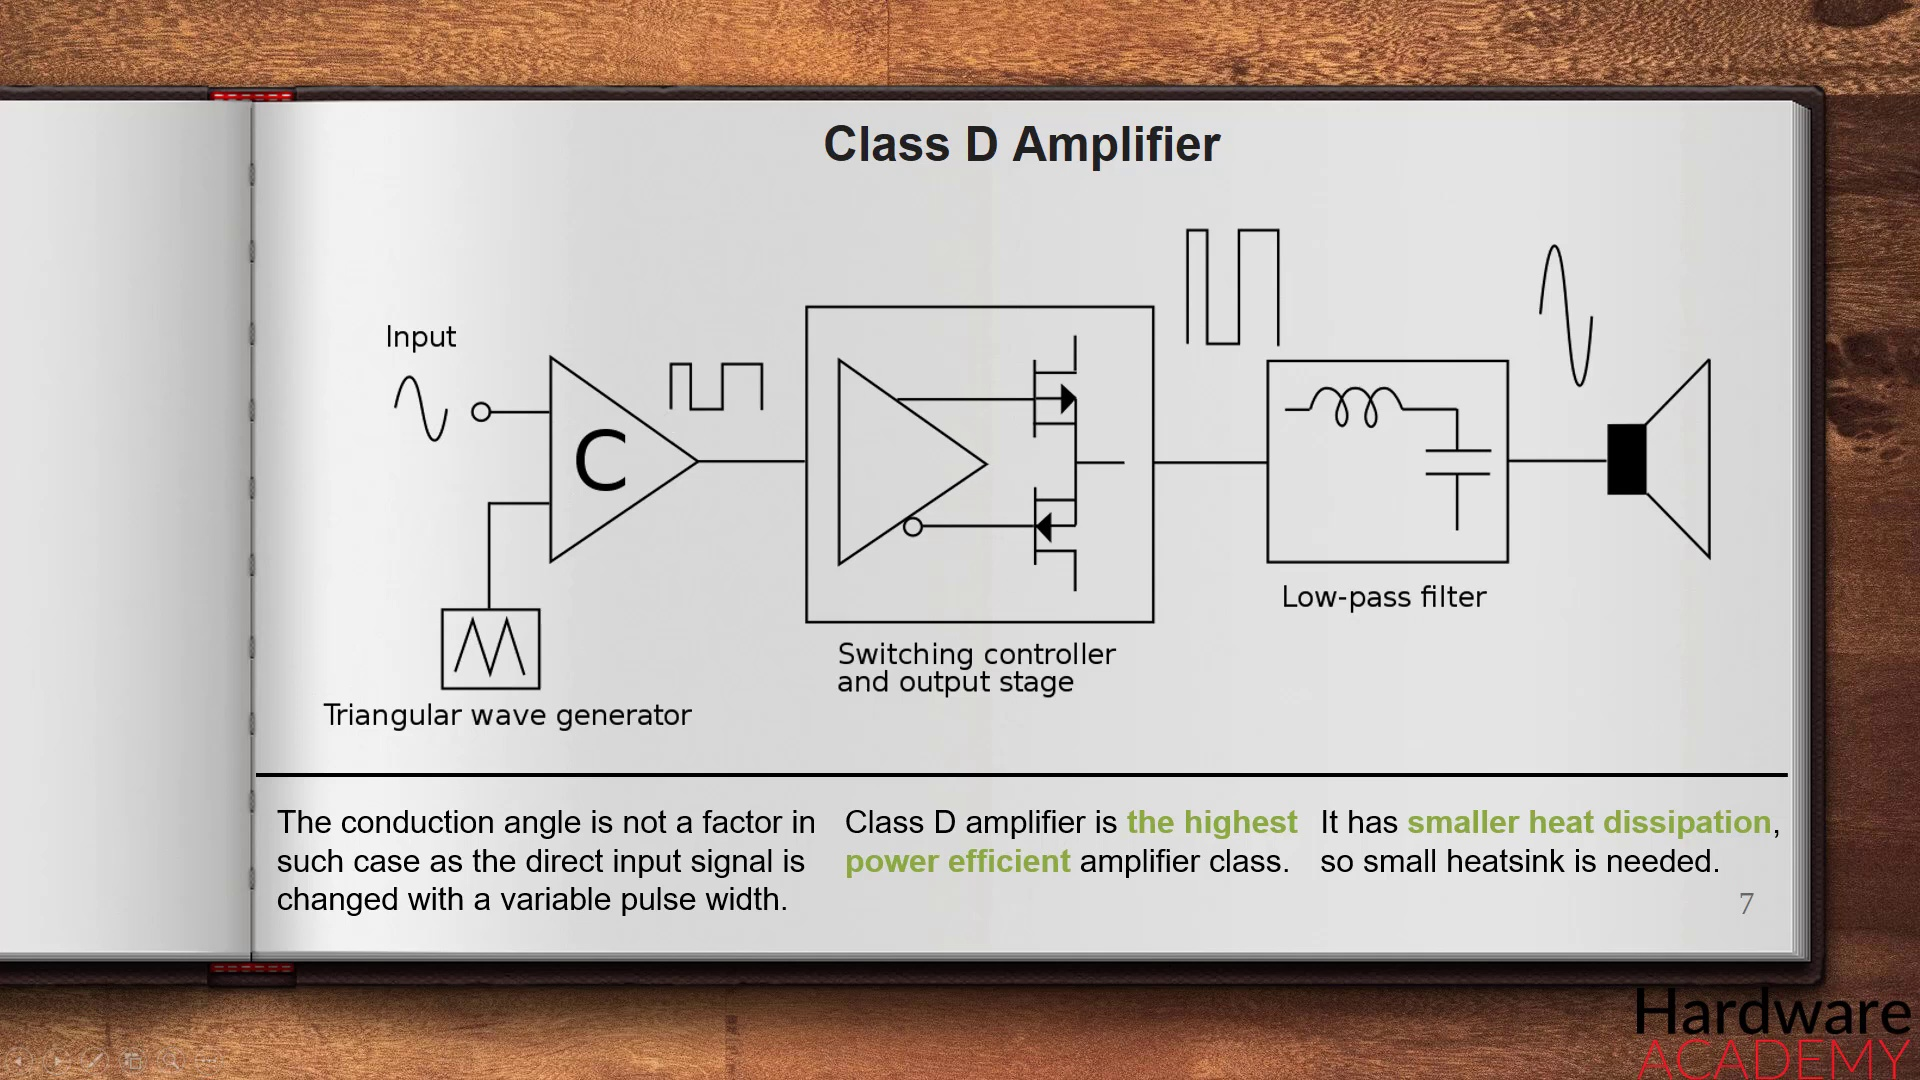 Class D Amplifier
Input
C
Triangular wave generator
Switching controller
and output stage
Low-pass filter
The conduction angle is not a factor in
such case as the direct input signal is
changed with a variable pulse width.
Class D amplifier is the highest
power efficient amplifier class.
It has smaller heat dissipation,
so small heatsink is needed.
7
Hardware
ACADEMY